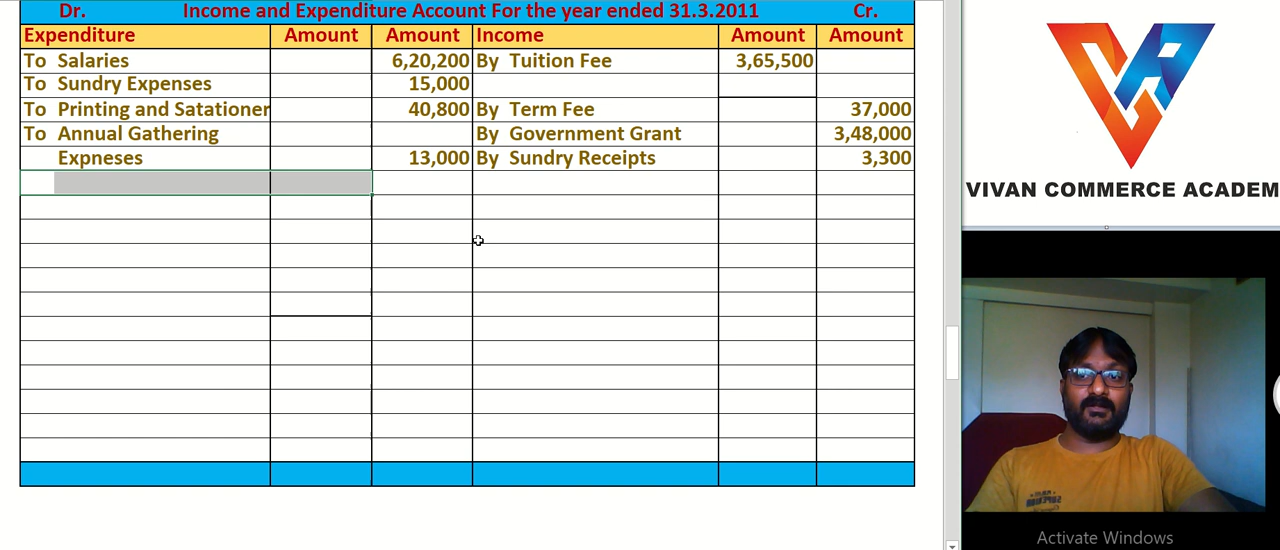 Dr. Income and Expenditure Account For the year ended 31.3.2011 Cr.
Expenditure Amount Amount Income Amount Amount
To Salaries 6,20,200 By Tuition Fee 3,65,500
To Sundry Expenses 15,000
To Printing and Satationer 40,800 By Term Fee 37,000
To Annual Gathering By Government Grant 3,48,000
Expneses 13,000 By Sundry Receipts 3,300
VIVAN COMMERCE ACADEM
Activate Windows